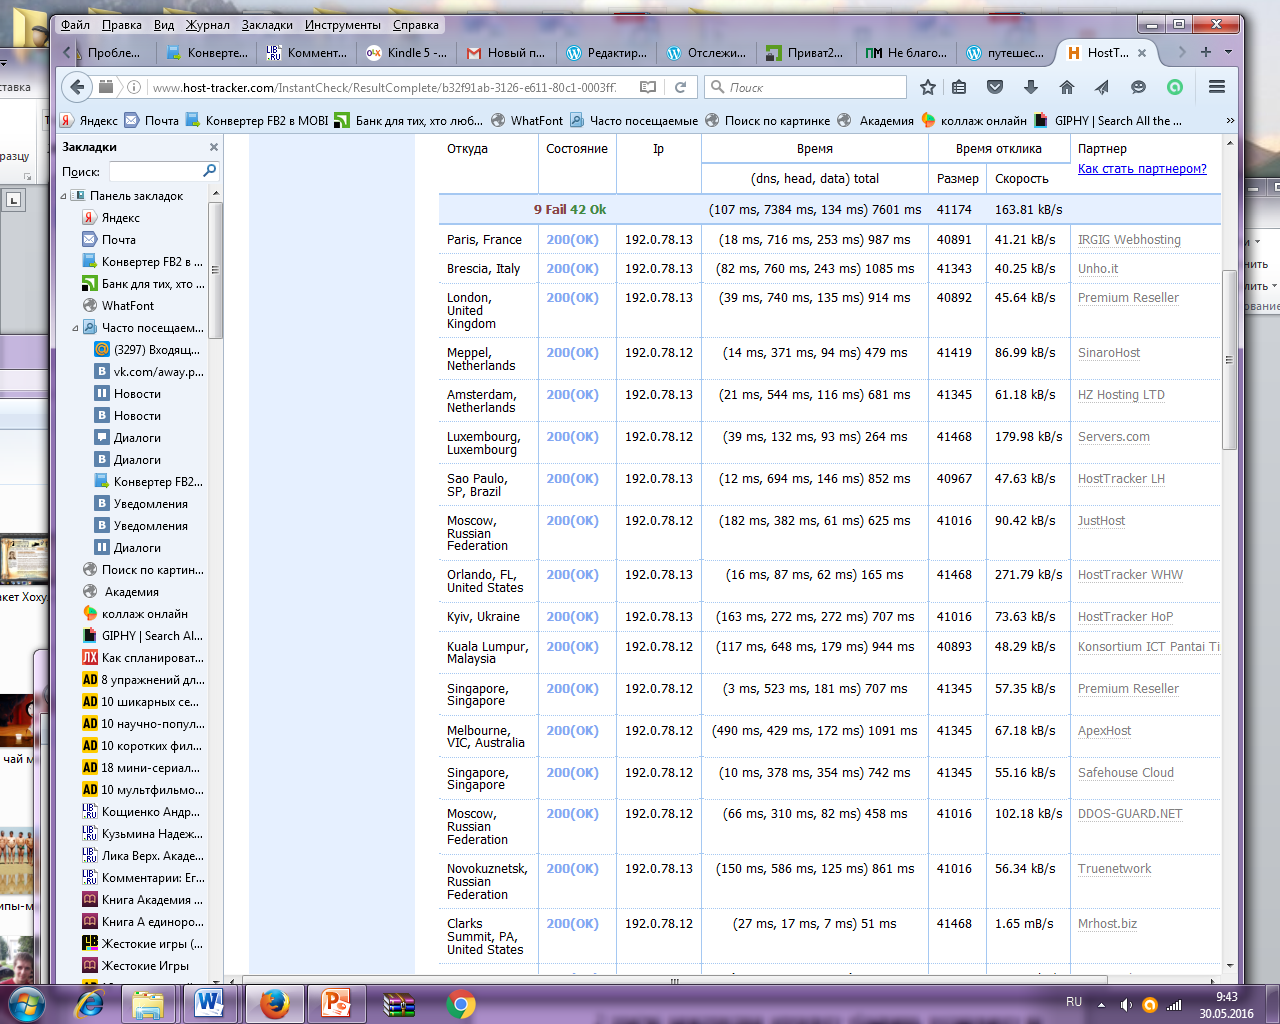 Файл Правка Вид Журнал Закладки Инструменты Справка
Пробле... Конверте... Коммент... Kindle 5 -... Новый п... Редактир... Отслежи... Приват2... Не благо... путешес... HostT...
www.host-tracker.com/InstantCheck/ResultComplete/b32f91ab-3126-e611-80c1-0003ff Поиск
Яндекс Почта Конвертер FB2 в MOBI Банк для тех, кто люб... WhatFont Часто посещаемые Поиск по картинке Академия коллаж онлайн GIPHY | Search All the ... »
Закладки
Поиск:
Панель закладок
Яндекс
Почта
Конвертер FB2 в ...
Банк для тих, хто ...
WhatFont
Часто посещаем...
(3297) Входящ...
vk.com/away.p...
Новости
Новости
Диалоги
Диалоги
Конвертер FB2...
Уведомления
Уведомления
Диалоги
Поиск по картин...
Академия
коллаж онлайн
GIPHY | Search Al...
Как спланироват...
8 упражнений дл...
10 шикарных се...
10 научно-попул...
10 коротких фил...
18 мини-сериал...
10 мультфильмо...
Кощиенко Андр...
Кузьмина Надеж...
Лика Верх. Акаде...
Комментарии: Ег...
Книга Академия ...
Книга А единоро...
Жестокие игры (...
Жестокие Игры
Откуда Состояние Ip Время Время отклика Партнер
Как стать партнером?
(dns, head, data) total Размер Скорость
9 Fail 42 Ok (107 ms, 7384 ms, 134 ms) 7601 ms 41174 163.81 kB/s
Paris, France 200(OK) 192.0.78.13 (18 ms, 716 ms, 253 ms) 987 ms 40891 41.21 kB/s IRGIG Webhosting
Brescia, Italy 200(OK) 192.0.78.13 (82 ms, 760 ms, 243 ms) 1085 ms 41343 40.25 kB/s Unho.it
London, 200(OK) 192.0.78.13 (39 ms, 740 ms, 135 ms) 914 ms 40892 45.64 kB/s Premium Reseller
United
Kingdom
Meppel, 200(OK) 192.0.78.12 (14 ms, 371 ms, 94 ms) 479 ms 41419 86.99 kB/s SinaroHost
Netherlands
Amsterdam, 200(OK) 192.0.78.12 (21 ms, 544 ms, 116 ms) 681 ms 41345 61.18 kB/s HZ Hosting LTD
Netherlands
Luxembourg, 200(OK) 192.0.78.12 (39 ms, 132 ms, 93 ms) 264 ms 41468 179.98 kB/s Servers.com
Luxembourg
Sao Paulo, 200(OK) 192.0.78.12 (12 ms, 694 ms, 146 ms) 852 ms 40967 47.63 kB/s HostTracker LH
SP, Brazil
Moscow, 200(OK) 192.0.78.12 (182 ms, 382 ms, 61 ms) 625 ms 41016 90.42 kB/s JustHost
Russian
Federation
Orlando, FL, 200(OK) 192.0.78.13 (16 ms, 87 ms, 62 ms) 165 ms 41468 271.79 kB/s HostTracker WHW
United States
Kyiv, Ukraine 200(OK) 192.0.78.13 (163 ms, 272 ms, 272 ms) 707 ms 41016 73.63 kB/s HostTracker HoP
Kuala Lumpur, 200(OK) 192.0.78.12 (117 ms, 648 ms, 179 ms) 944 ms 40893 48.29 kB/s Konsortium ICT Pantai Ti
Malaysia
Singapore, 200(OK) 192.0.78.12 (3 ms, 523 ms, 181 ms) 707 ms 41345 57.35 kB/s Premium Reseller
Singapore
Melbourne, 200(OK) 192.0.78.12 (490 ms, 429 ms, 172 ms) 1091 ms 41345 67.18 kB/s ApexHost
VIC, Australia
Singapore, 200(OK) 192.0.78.12 (10 ms, 378 ms, 354 ms) 742 ms 41345 55.16 kB/s Safehouse Cloud
Singapore
Moscow, 200(OK) 192.0.78.12 (66 ms, 310 ms, 82 ms) 458 ms 41016 102.18 kB/s DDOS-GUARD.NET
Russian
Federation
Novokuznetsk, 200(OK) 192.0.78.13 (150 ms, 586 ms, 125 ms) 861 ms 41016 56.34 kB/s Truenetwork
Russian
Federation
Clarks 200(OK) 192.0.78.12 (27 ms, 17 ms, 7 ms) 51 ms 41468 1.65 mB/s Mrhost.biz
Summit, PA,
United States
RU 9:43
30.05.2016